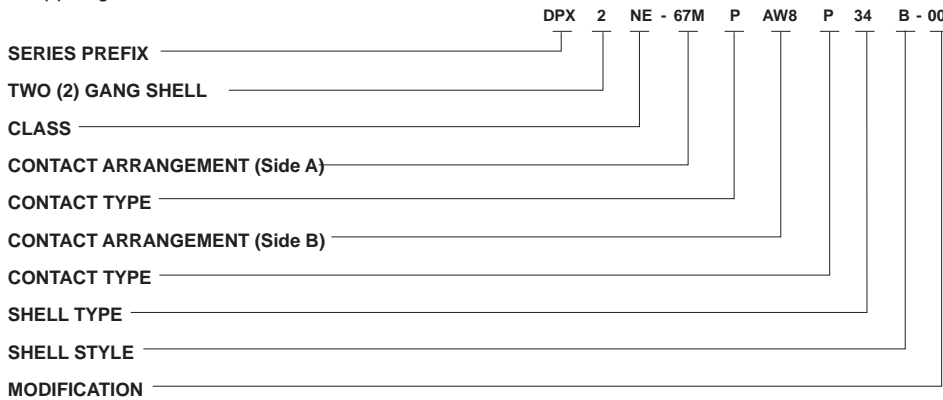 DPX 2 NE - 67M P AW8 P 34 B - 00
SERIES PREFIX
TWO (2) GANG SHELL
CLASS
CONTACT ARRANGEMENT (Side A)
CONTACT TYPE
CONTACT ARRANGEMENT (Side B)
CONTACT TYPE
SHELL TYPE
SHELL STYLE
MODIFICATION